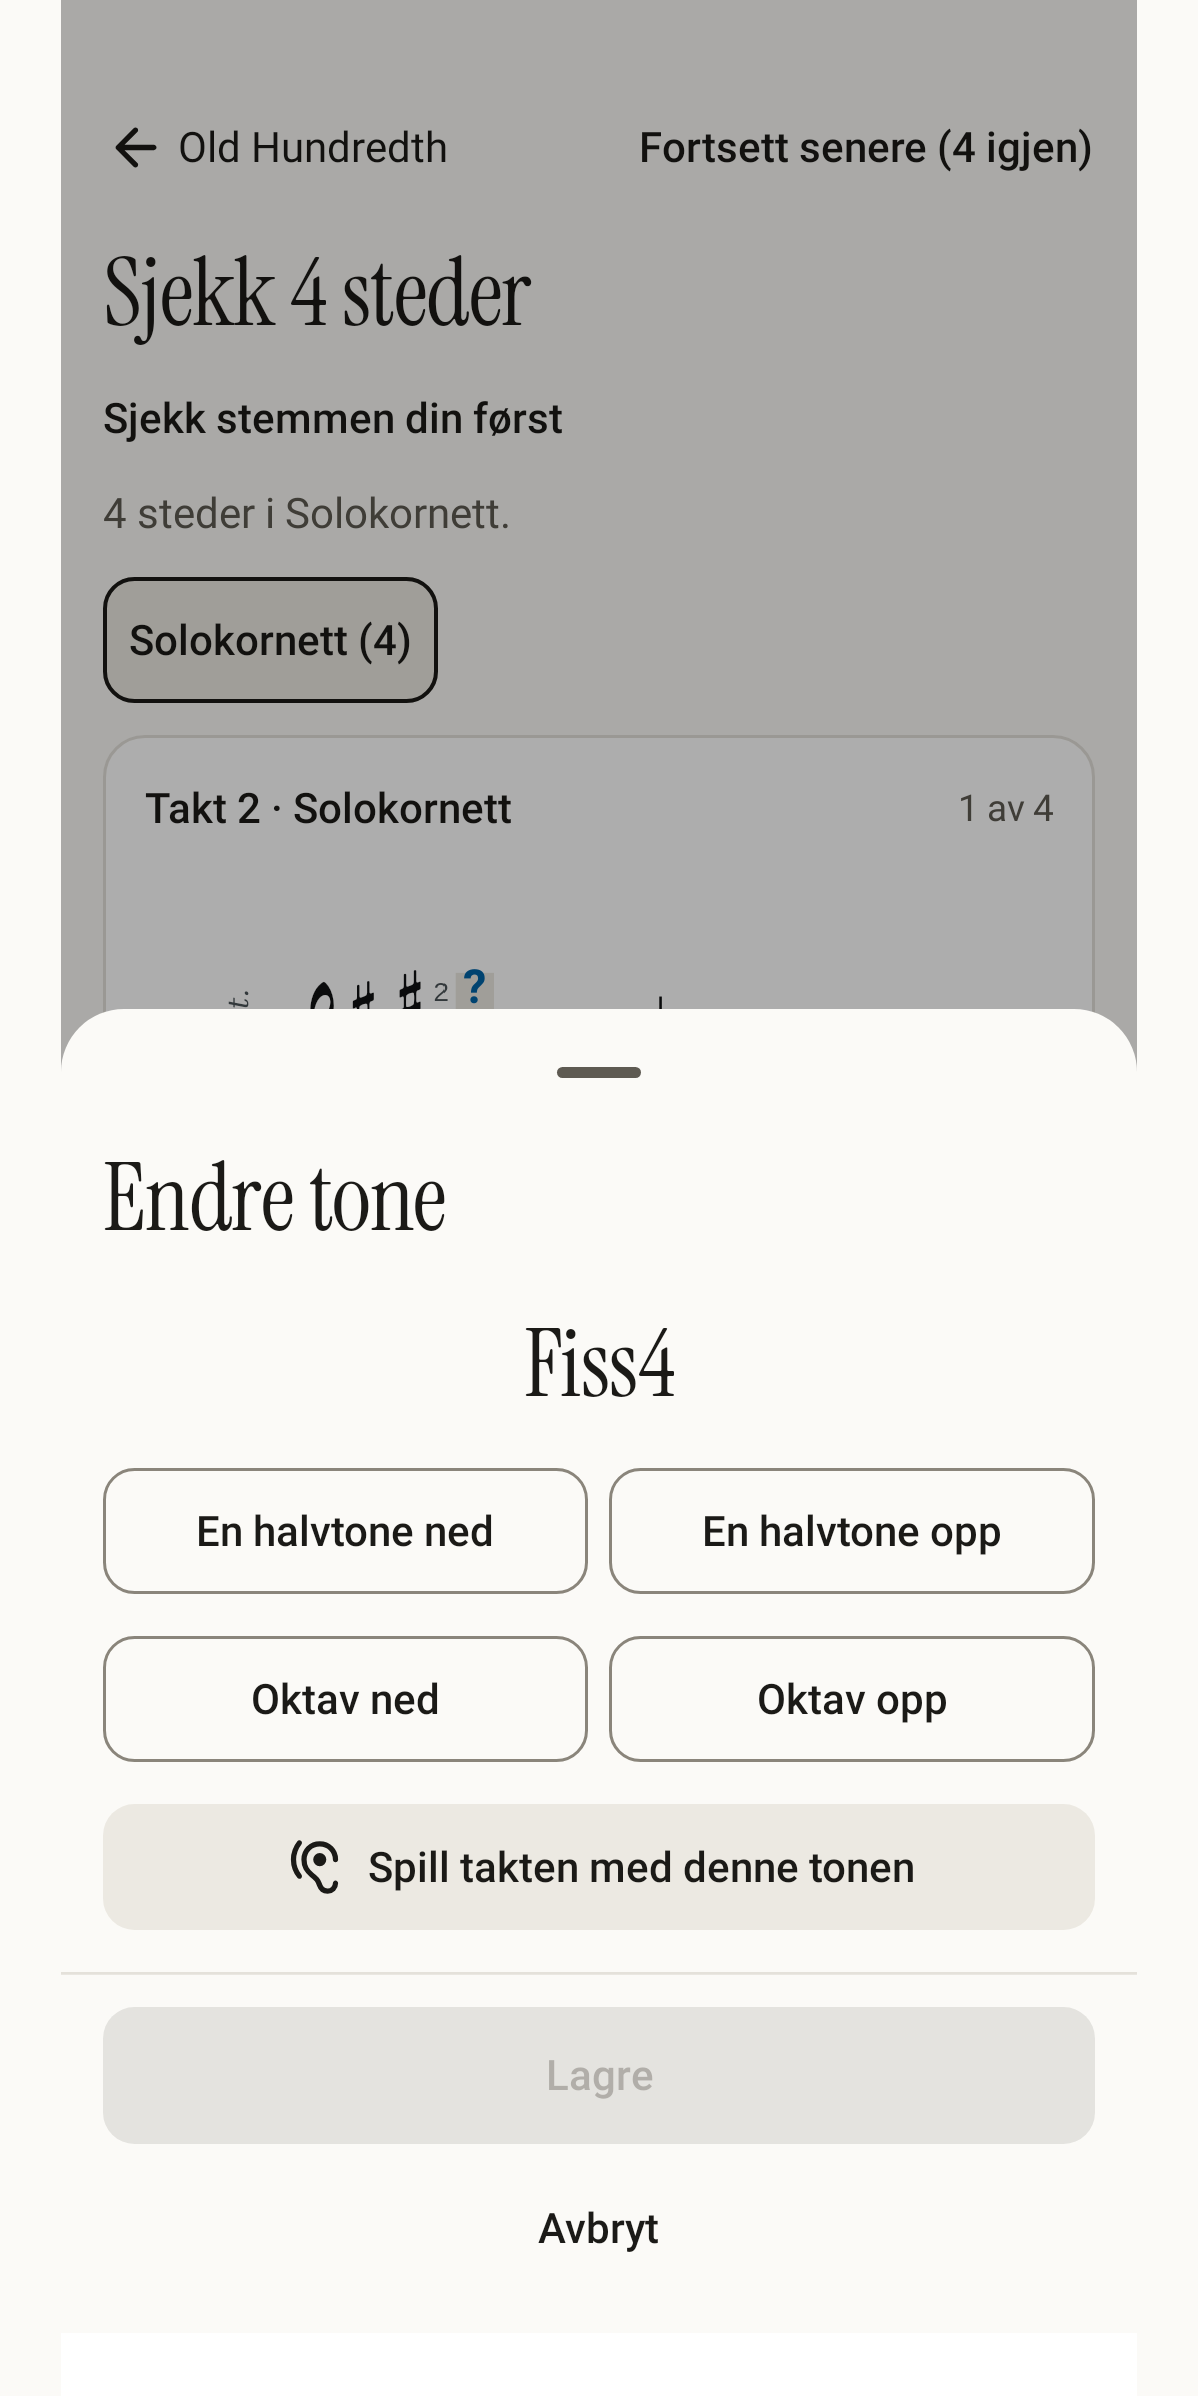 Old Hundredth
Fortsett senere (4 igjen)
Sjekk 4 steder
Sjekk stemmen din først
4 steder i Solokornett.
Solokornett (4)
Takt 2 · Solokornett
1 av 4
t.
2
?
Endre tone
Fiss4
En halvtone ned
En halvtone opp
Oktav ned
Oktav opp
Spill takten med denne tonen
Lagre
Avbryt